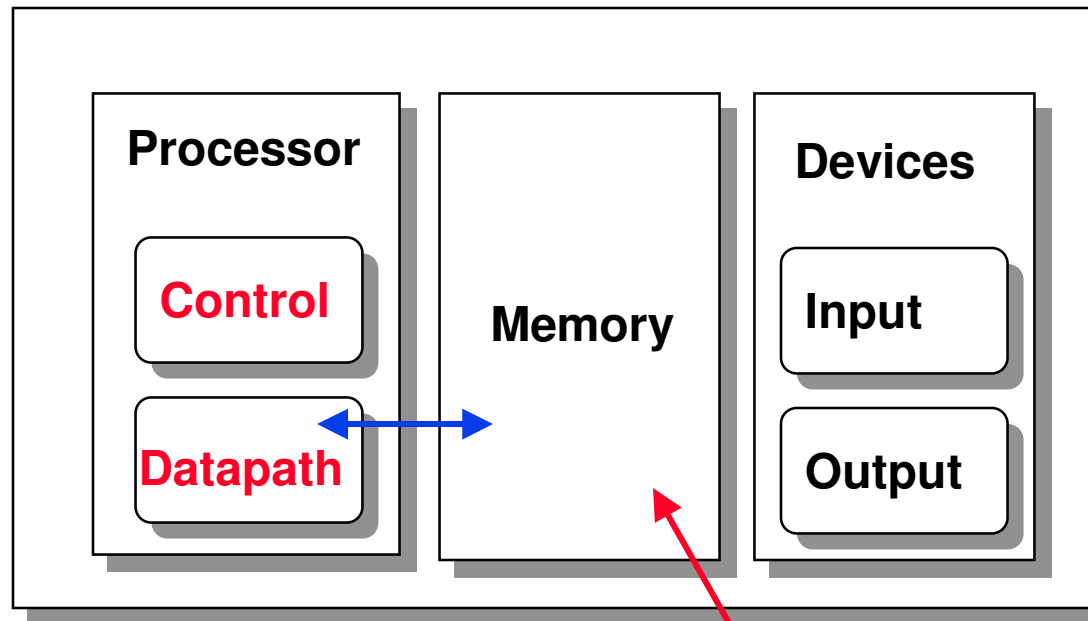 Processor
Control
Datapath
Memory
Devices
Input
Output